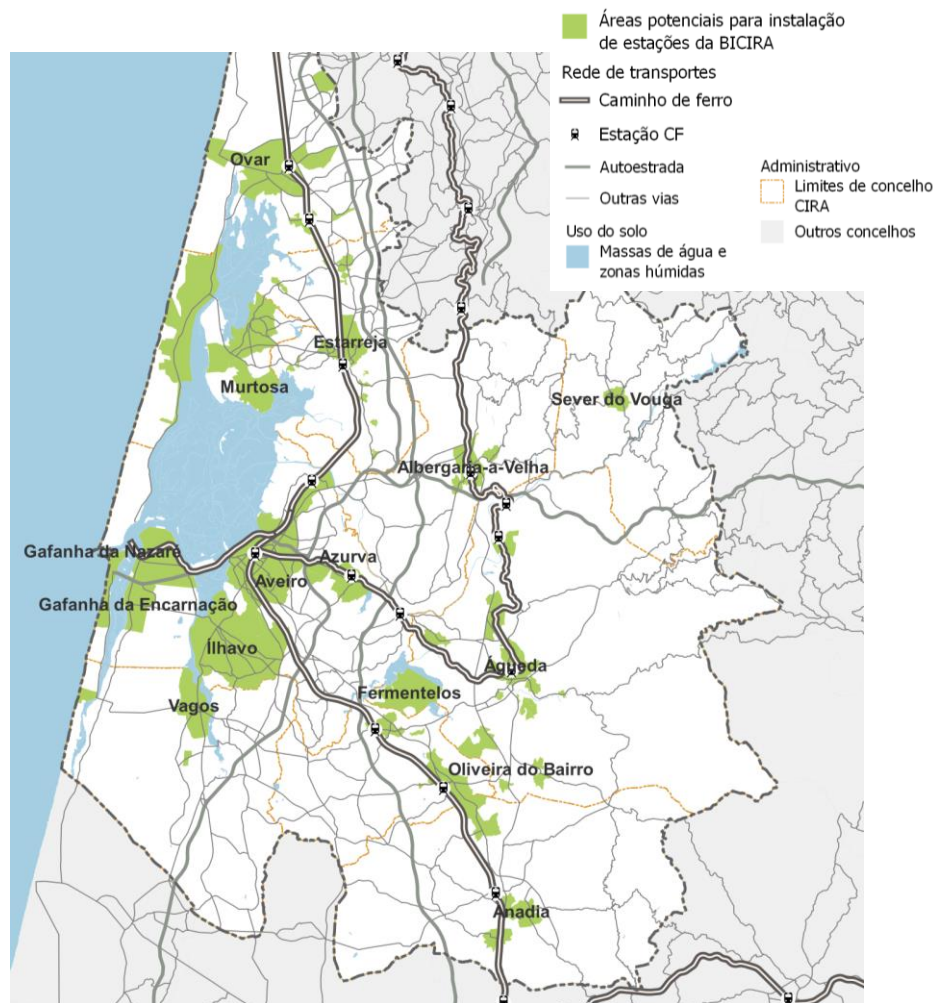 Áreas potenciais para instalação
de estações da BICIRA
Rede de transportes
Caminho de ferro
Estação CF
Autoestrada
Outras vias
Uso do solo
Massas de água e
zonas húmidas
Administrativo
Limites de concelho
CIRA
Outros concelhos
Ovar
Estarreja
Murtosa
Sever do Vouga
Albergaria-a-Velha
Gafanha da Nazaré
Azurva
Aveiro
Gafanha da Encarnação
Ílhavo
Águeda
Fermentelos
Vagos
Oliveira do Bairro
Anadia